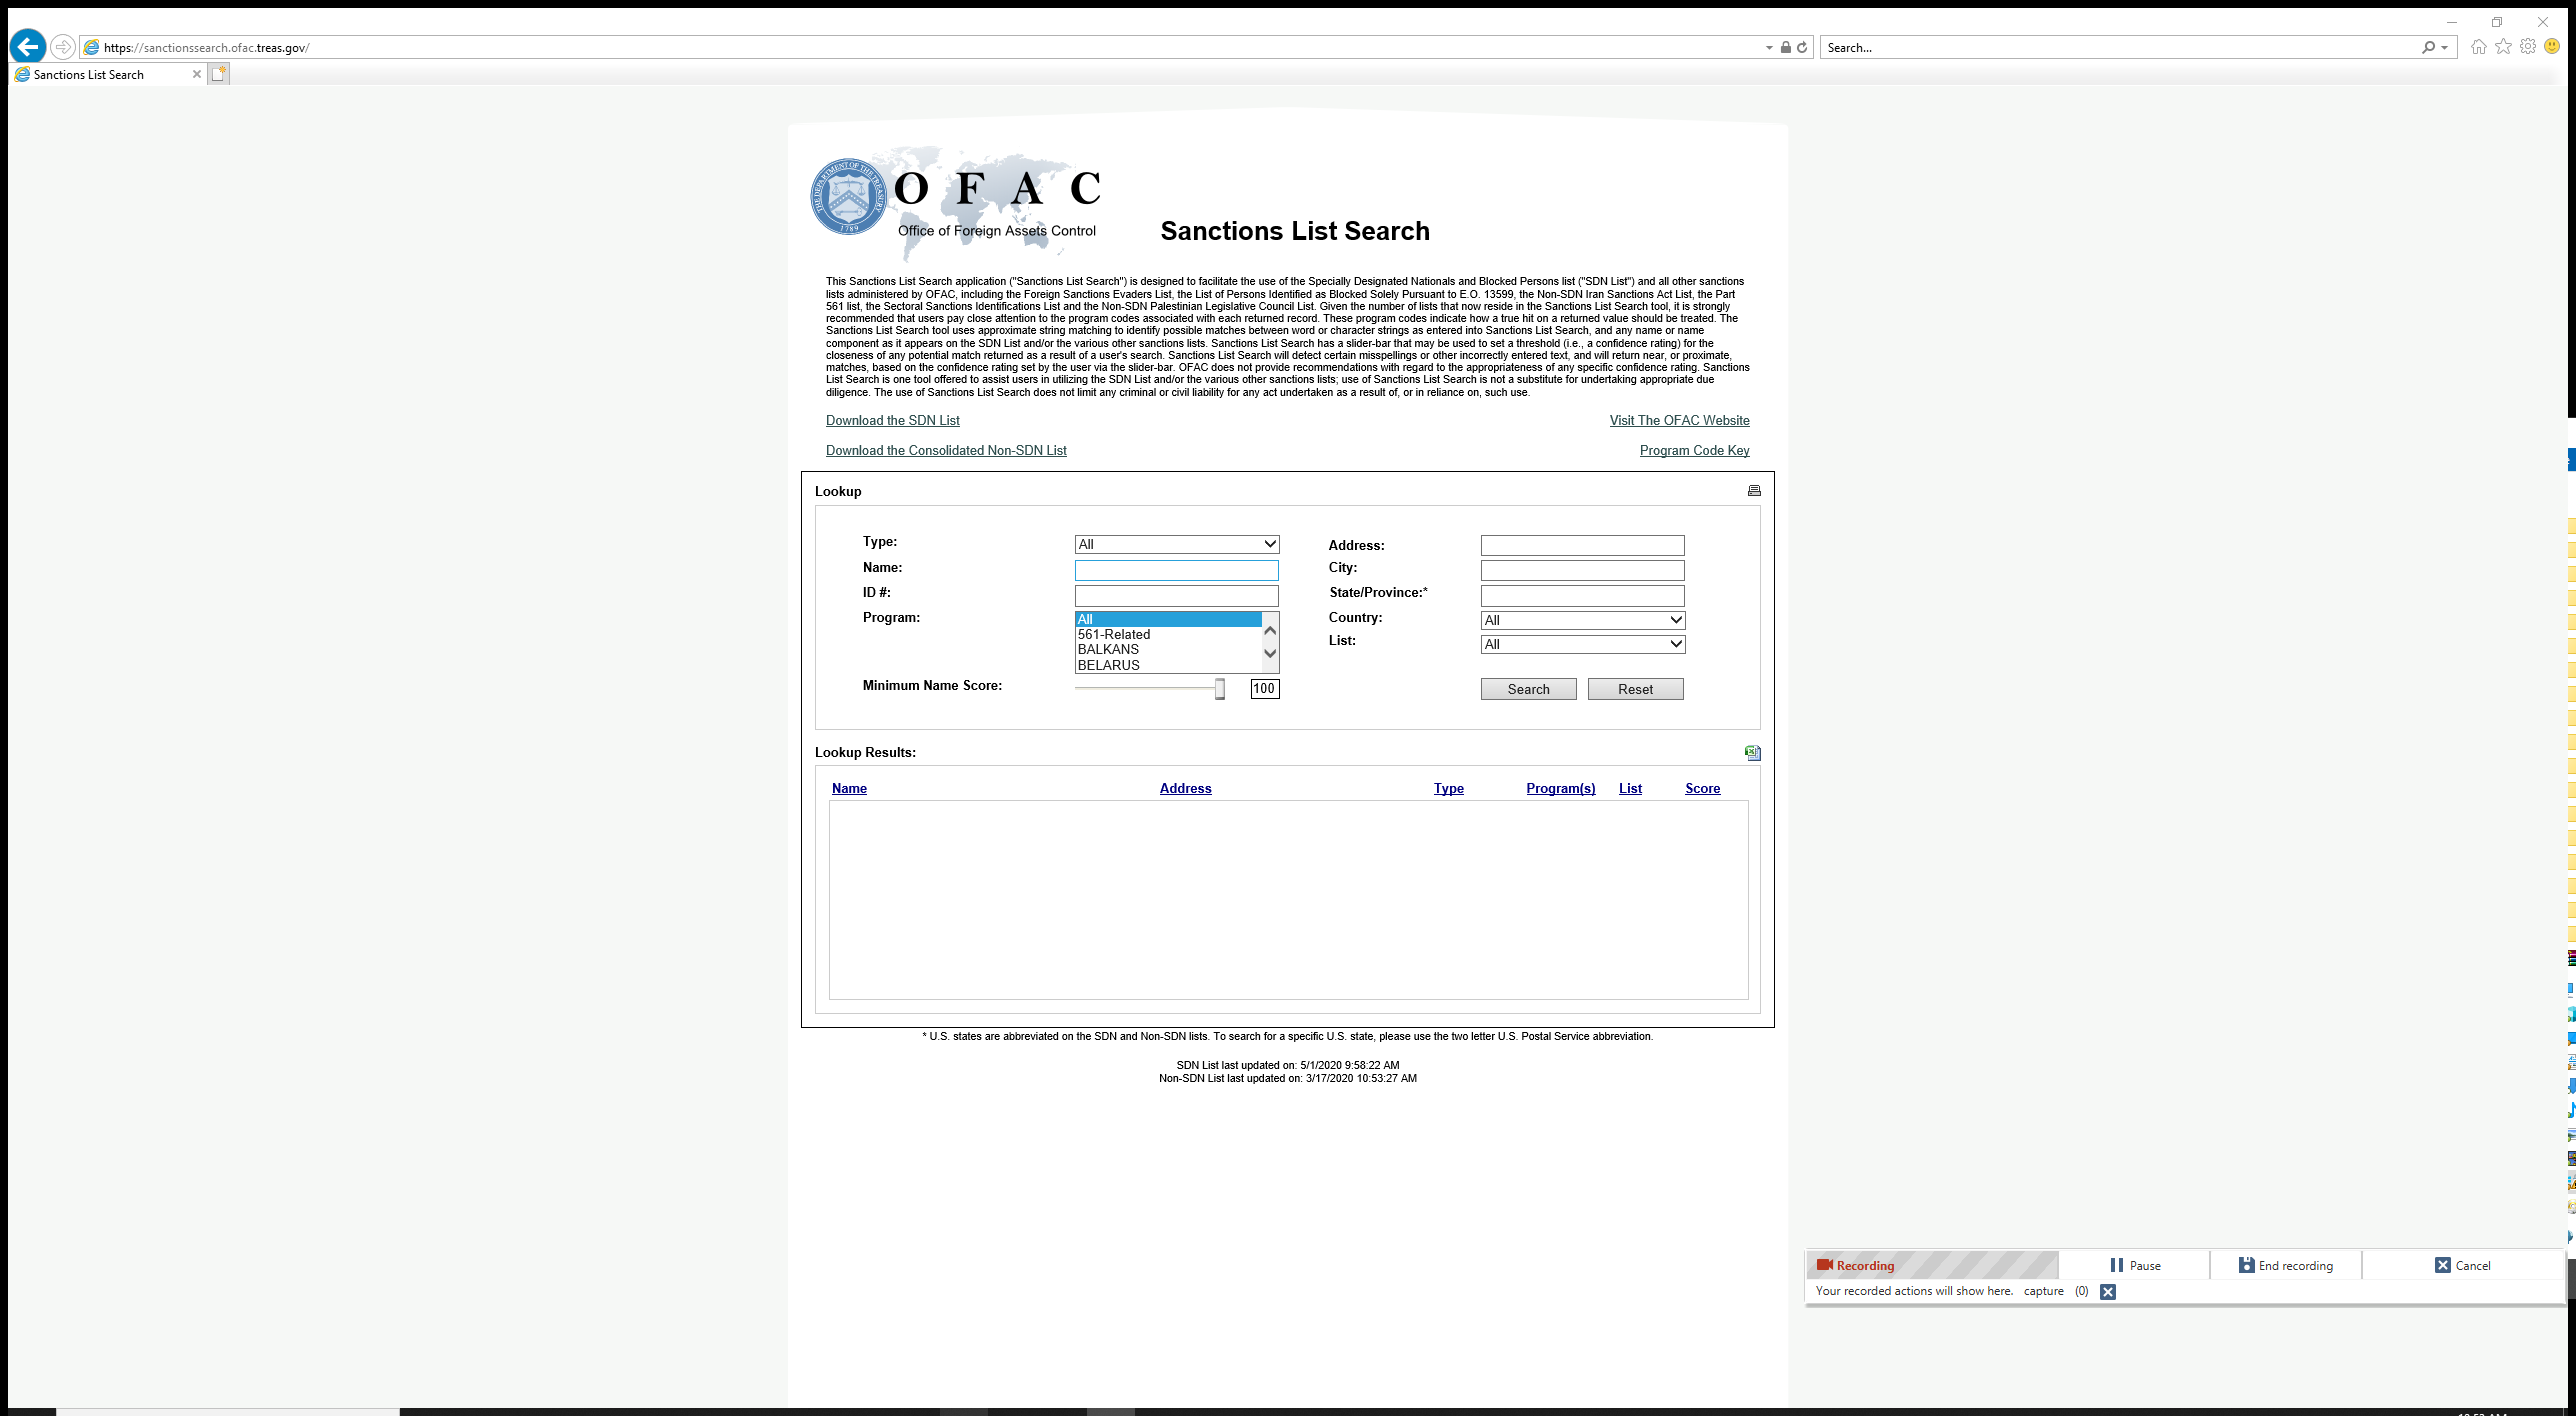 https://sanctionssearch.ofac.treas.gov/
Search...
Sanctions List Search
THE DEPARTMENT OF THE TREASURY
1789
O F A C
Office of Foreign Assets Control
Sanctions List Search
This Sanctions List Search application ("Sanctions List Search") is designed to facilitate the use of the Specially Designated Nationals and Blocked Persons list ("SDN List") and all other sanctions
lists administered by OFAC, including the Foreign Sanctions Evaders List, the List of Persons Identified as Blocked Solely Pursuant to E.O. 13599, the Non-SDN Iran Sanctions Act List, the Part
561 list, the Sectoral Sanctions Identifications List and the Non-SDN Palestinian Legislative Council List. Given the number of lists that now reside in the Sanctions List Search tool, it is strongly
recommended that users pay close attention to the program codes associated with each returned record. These program codes indicate how a true hit on a returned value should be treated. The
Sanctions List Search tool uses approximate string matching to identify possible matches between word or character strings as entered into Sanctions List Search, and any name or name
component as it appears on the SDN List and/or the various other sanctions lists. Sanctions List Search has a slider-bar that may be used to set a threshold (i.e., a confidence rating) for the
closeness of any potential match returned as a result of a user's search. Sanctions List Search will detect certain misspellings or other incorrectly entered text, and will return near, or proximate,
matches, based on the confidence rating set by the user via the slider-bar. OFAC does not provide recommendations with regard to the appropriateness of any specific confidence rating. Sanctions
List Search is one tool offered to assist users in utilizing the SDN List and/or the various other sanctions lists; use of Sanctions List Search is not a substitute for undertaking appropriate due
diligence. The use of Sanctions List Search does not limit any criminal or civil liability for any act undertaken as a result of, or in reliance on, such use.
Download the SDN List
Visit The OFAC Website
Download the Consolidated Non-SDN List
Program Code Key
Lookup
Type:
All
Address:
Name:
City:
ID #:
State/Province:*
Program:
All
561-Related
BALKANS
BELARUS
Country:
All
List:
All
Minimum Name Score:
100
Search
Reset
Lookup Results:
Name Address Type Program(s) List Score
* U.S. states are abbreviated on the SDN and Non-SDN lists. To search for a specific U.S. state, please use the two letter U.S. Postal Service abbreviation.
SDN List last updated on: 5/1/2020 9:58:22 AM
Non-SDN List last updated on: 3/17/2020 10:53:27 AM
Recording
Pause
End recording
Cancel
Your recorded actions will show here. capture (0)